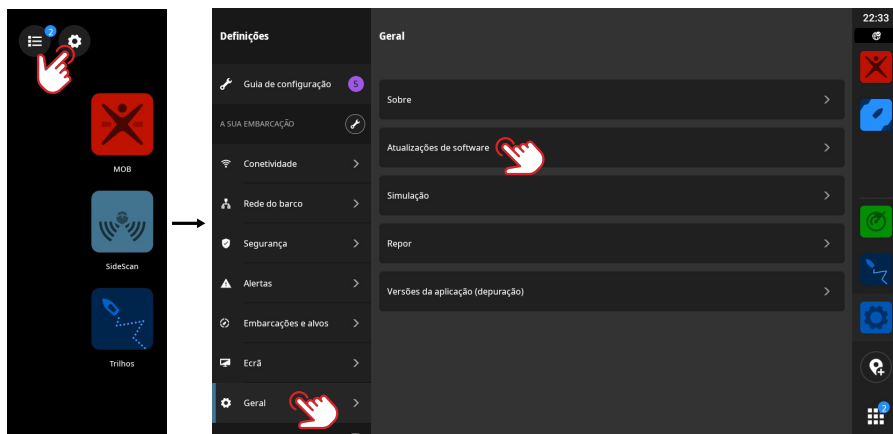 2
MOB
SideScan
Trilhos
Definições
Guia de configuração
5
A SUA EMBARCAÇÃO
Conetividade
Rede do barco
Segurança
Alertas
Embarcações e alvos
Ecrã
Geral
Geral
Sobre
Atualizações de software
Simulação
Repor
Versões da aplicação (depuração)
22:33
2